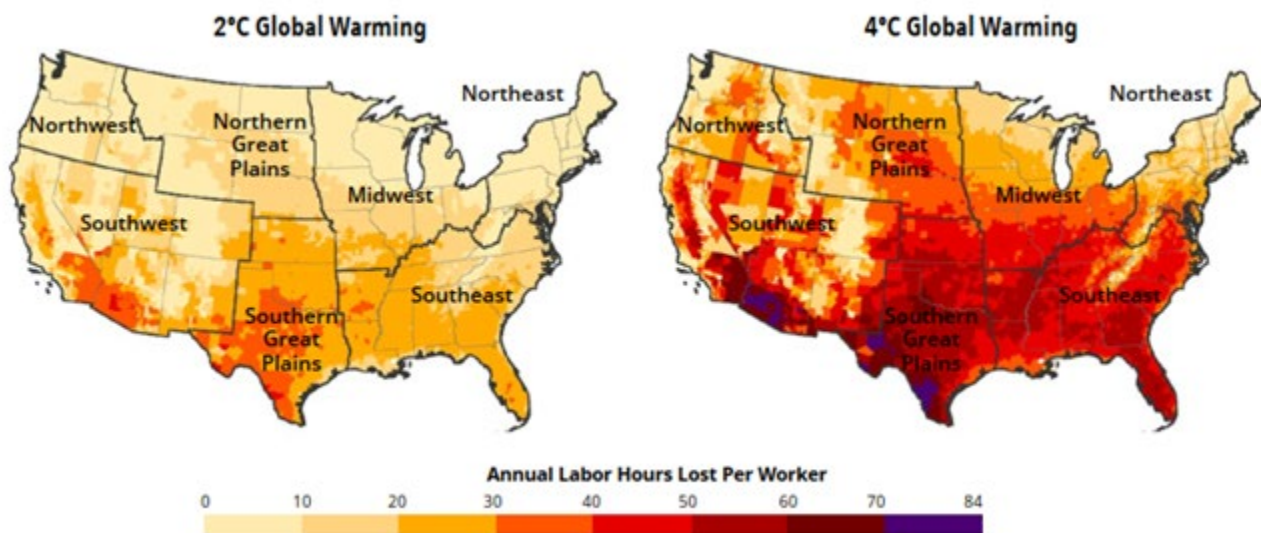 2°C Global Warming
Northwest
Northern
Great
Plains
Northeast
Midwest
Southwest
Southeast
Southern
Great
Plains
4°C Global Warming
Northeast
Northwest
Northern
Great
Plains
Midwest
Southwest
Southeast
Southern
Great
Plains
Annual Labor Hours Lost Per Worker
0 10 20 30 40 50 60 70 84